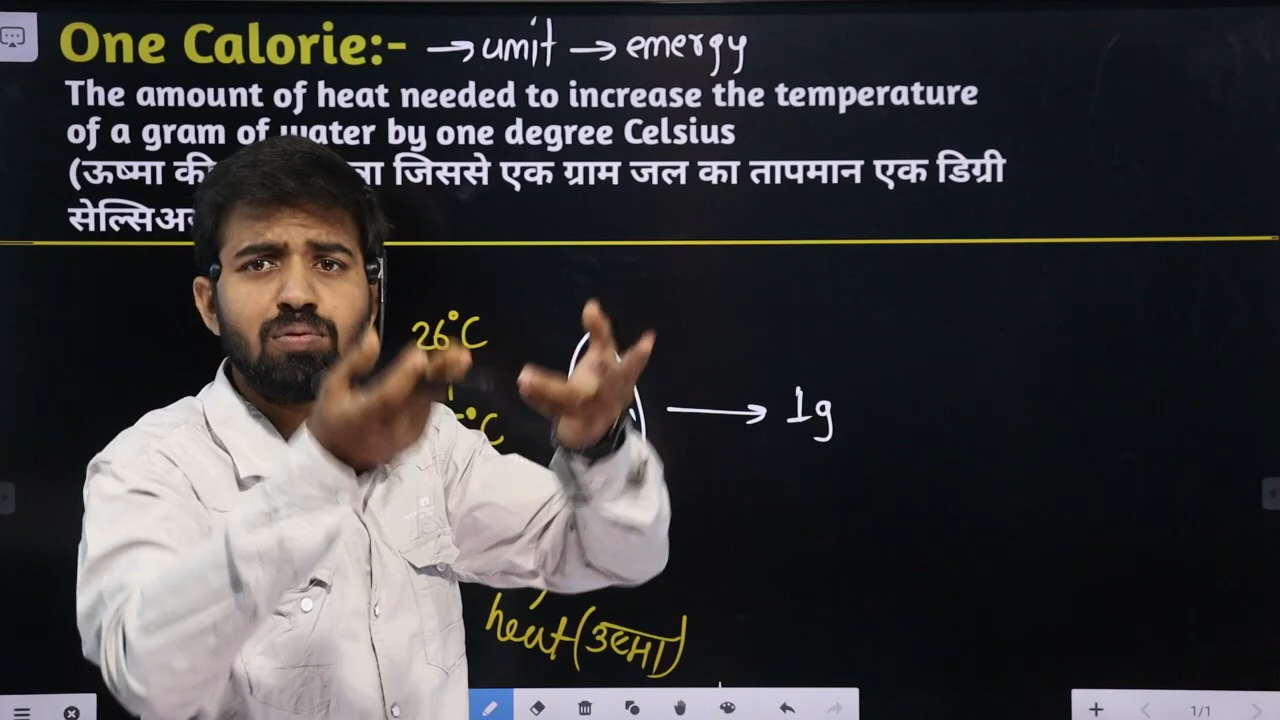 One Calorie:- → unit → energy
The amount of heat needed to increase the temperature
of a gram of water by one degree Celsius
(ऊष्मा की जिससे एक ग्राम जल का तापमान एक डिग्री
26°C
°C
1g
heat (उष्मा)
1/1